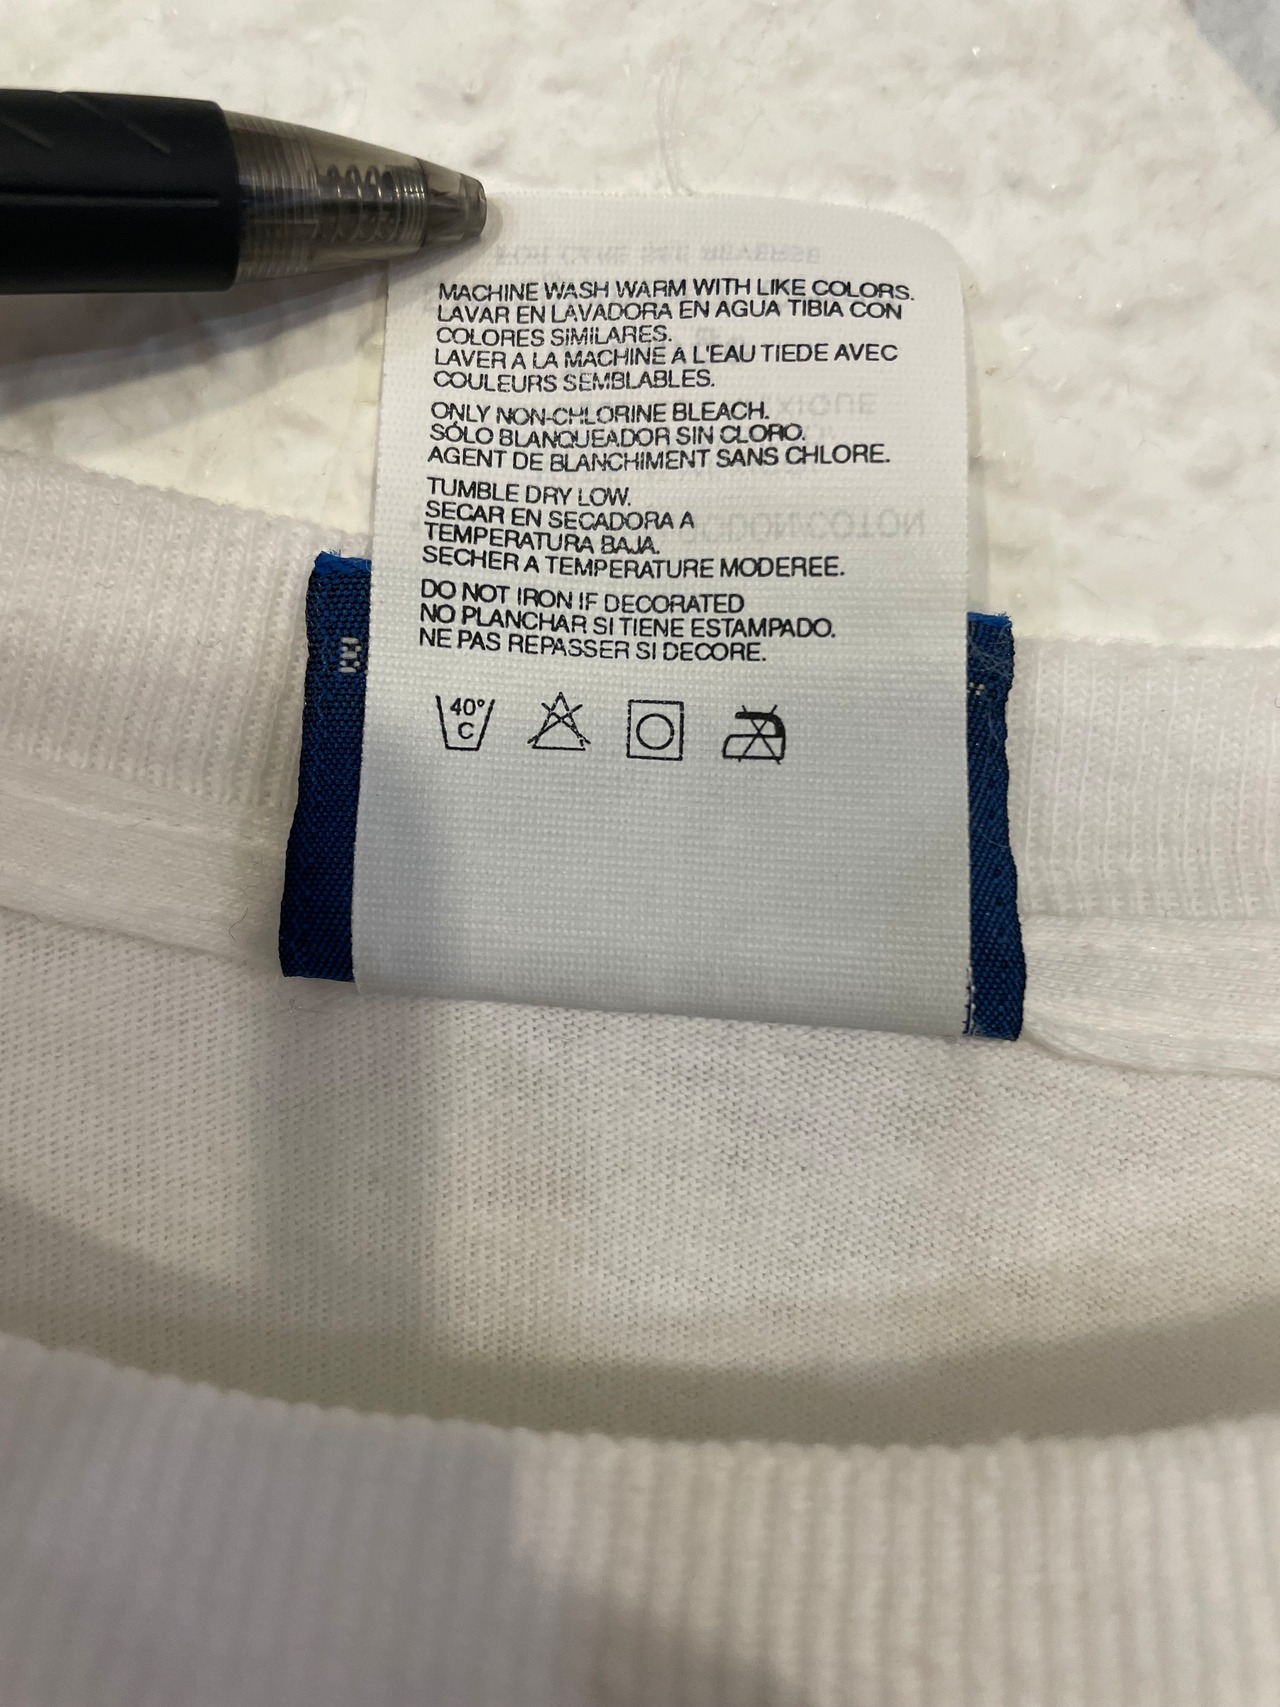 MACHINE WASH WARM WITH LIKE COLORS.
LAVAR EN LAVADORA EN AGUA TIBIA CON
COLORES SIMILARES.
LAVER A LA MACHINE A L'EAU TIEDE AVEC
COULEURS SEMBLABLES.
ONLY NON-CHLORINE BLEACH.
SÓLO BLANQUEADOR SIN CLORO.
AGENT DE BLANCHIMENT SANS CHLORE.
TUMBLE DRY LOW.
SECAR EN SECADORA A
TEMPERATURA BAJA.
SECHER A TEMPERATURE MODEREE.
DO NOT IRON IF DECORATED
NO PLANCHAR SI TIENE ESTAMPADO.
NE PAS REPASSER SI DECORE.
40°
C